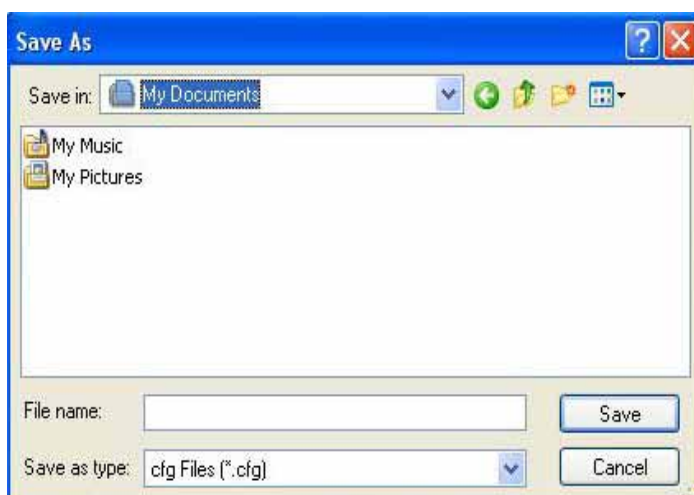 Save As
Save in: My Documents
My Music
My Pictures
File name: Save
Save as type: cfg Files (*.cfg) Cancel